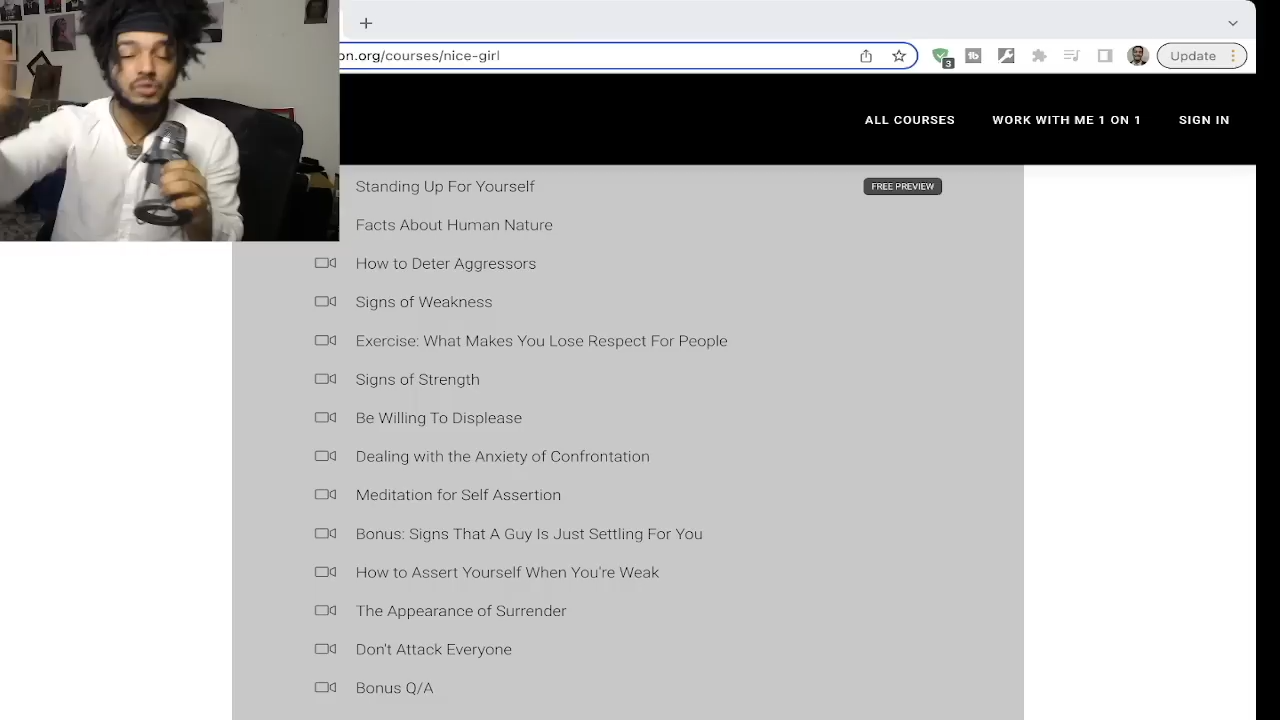 on.org/courses/nice-girl
3
Update
ALL COURSES
WORK WITH ME 1 ON 1
SIGN IN
Standing Up For Yourself
FREE PREVIEW
Facts About Human Nature
How to Deter Aggressors
Signs of Weakness
Exercise: What Makes You Lose Respect For People
Signs of Strength
Be Willing To Displease
Dealing with the Anxiety of Confrontation
Meditation for Self Assertion
Bonus: Signs That A Guy Is Just Settling For You
How to Assert Yourself When You're Weak
The Appearance of Surrender
Don't Attack Everyone
Bonus Q/A